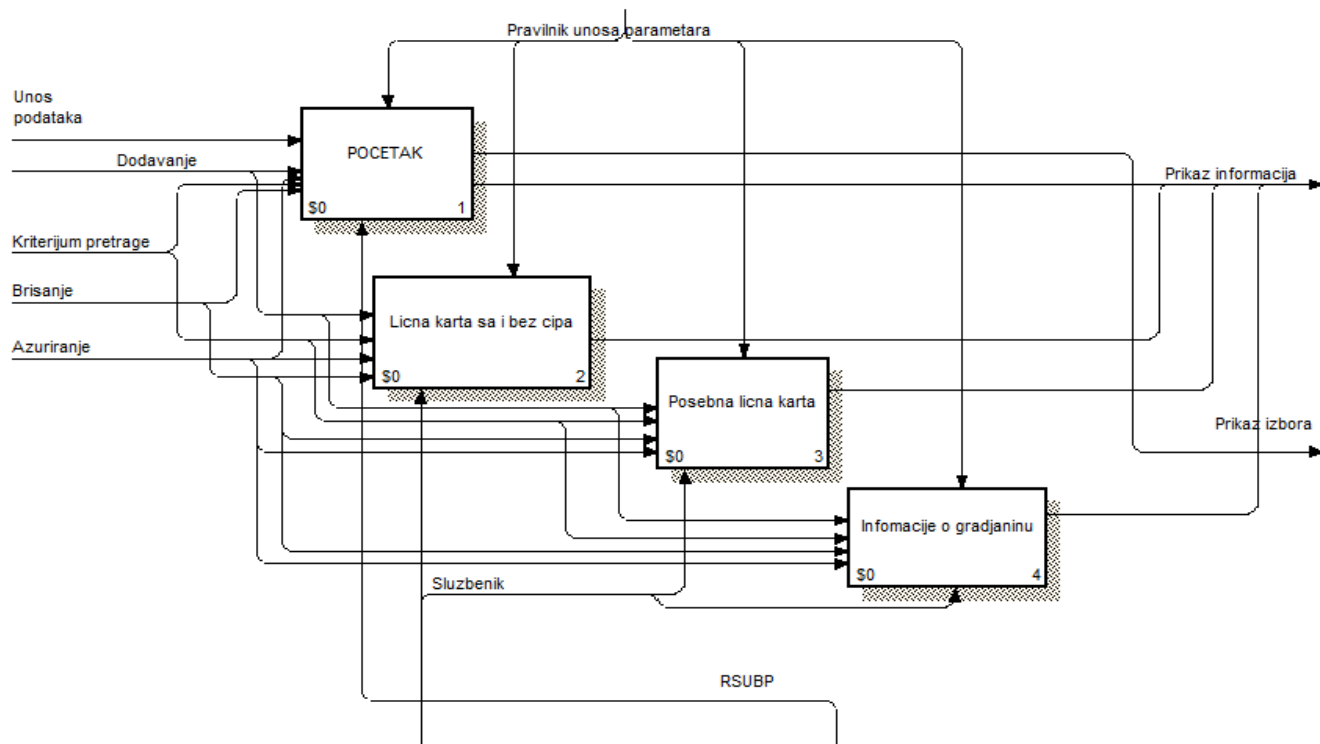 Pravilnik unosa parametara
Unos
podataka
POCETAK
Dodavanje
Prikaz informacija
$0
1
Kriterijum pretrage
Brisanje
Licna karta sa i bez cipa
Azuriranje
$0
2
Posebna licna karta
Prikaz izbora
$0
3
Infomacije o gradjaninu
$0
4
Sluzbenik
RSUBP